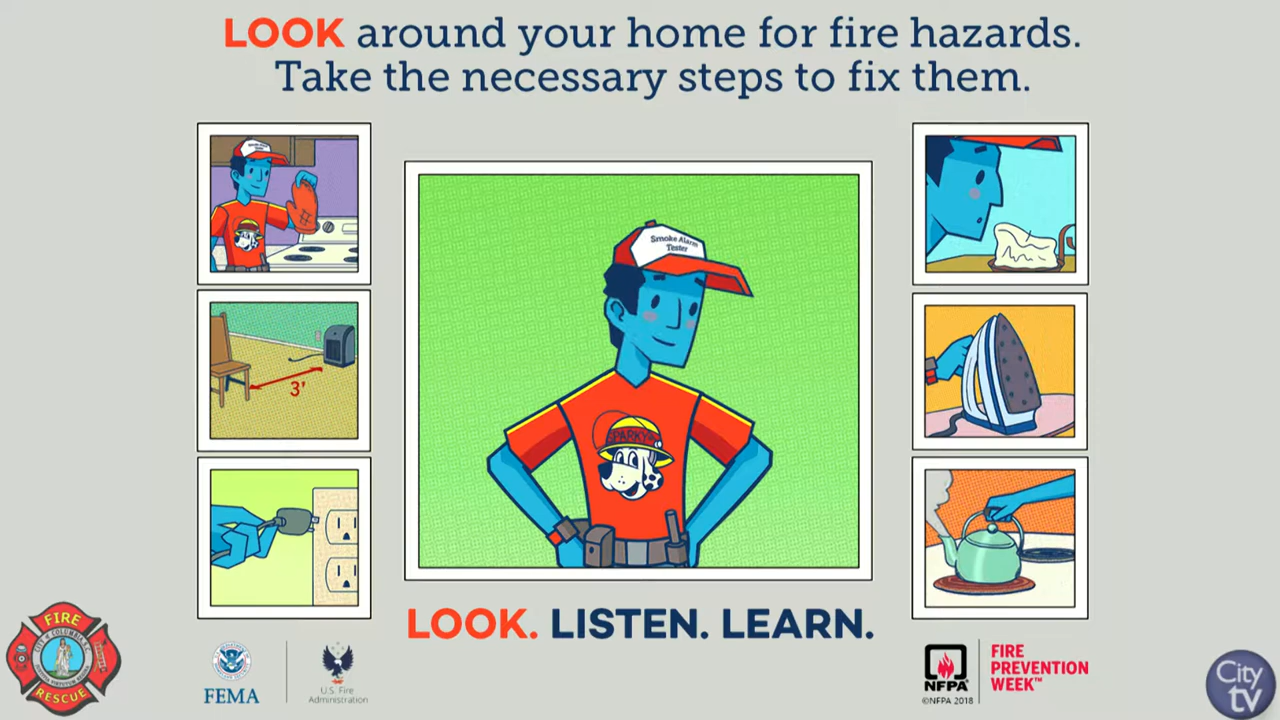 LOOK around your home for fire hazards.
Take the necessary steps to fix them.
Smoke Alarm
Tester
3'
SPARKY
LOOK. LISTEN. LEARN.
FIRE
RESCUE
FEMA
U.S. Fire
Administration
NFPA®
©NFPA 2018
FIRE
PREVENTION
WEEK™
City
tv